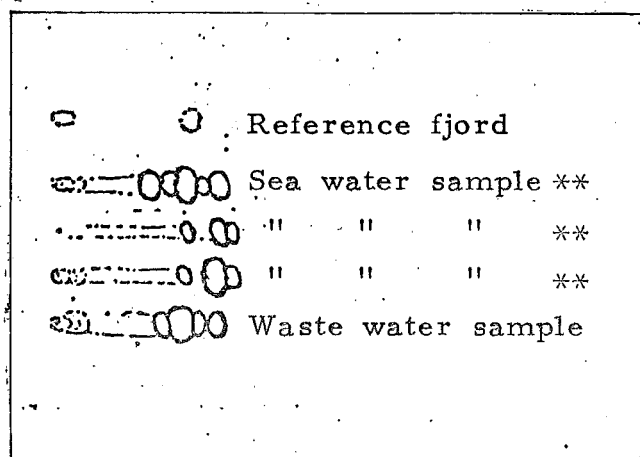 Reference fjord
Sea water sample **
" " " **
" " " **
Waste water sample